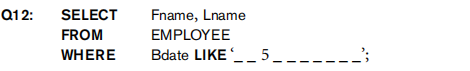 Q12: SELECT Fname, Lname
FROM EMPLOYEE
WHERE Bdate LIKE ‘_ _ 5 _ _ _ _ _ _ _’;